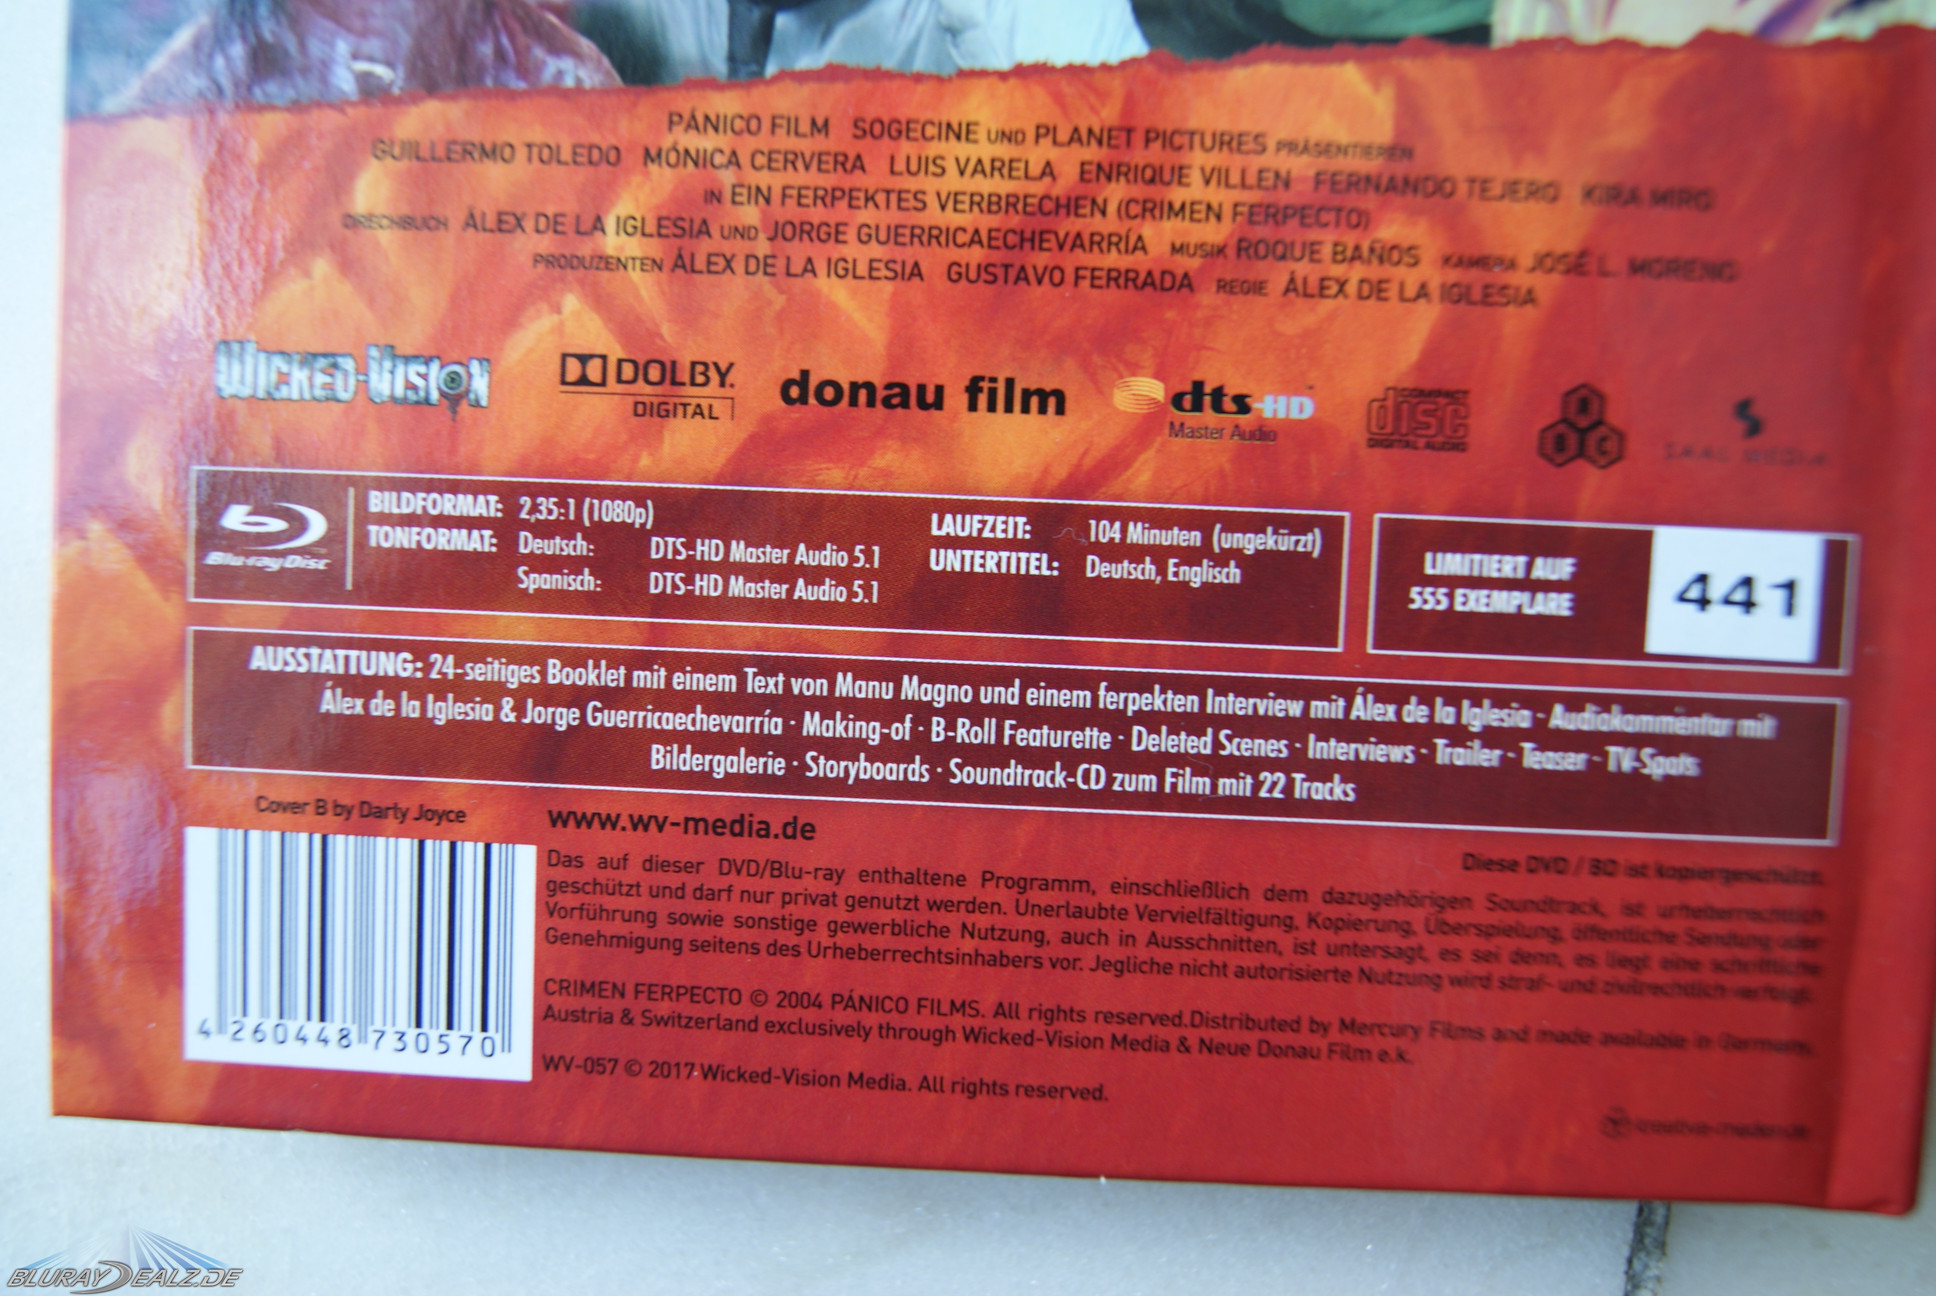 PÁNICO FILM SOGECINE UND PLANET PICTURES PRÄSENTIEREN
GUILLERMO TOLEDO MÓNICA CERVERA LUIS VARELA ENRIQUE VILLEN FERNANDO TEJERO KIRA MIRO
IN EIN FERPEKTES VERBRECHEN (CRIMEN FERPECTO)
DRECHBUCH ÁLEX DE LA IGLESIA UND JORGE GUERRICAECHEVARRÍA MUSIK ROQUE BAÑOS KAMERA JOSÉ L. MORENO
PRODUZENTEN ÁLEX DE LA IGLESIA GUSTAVO FERRADA REGIE ÁLEX DE LA IGLESIA
WICKED-VISION
DOLBY DIGITAL
donau film
dts-HD
Master Audio
COMPACT disc DIGITAL AUDIO
ABC
SAAL MEDIA
Blu-ray Disc
BILDFORMAT: 2,35:1 (1080p)
TONFORMAT: Deutsch: DTS-HD Master Audio 5.1
Spanisch: DTS-HD Master Audio 5.1
LAUFZEIT: 104 Minuten (ungekürzt)
UNTERTITEL: Deutsch, Englisch
LIMITIERT AUF
555 EXEMPLARE
441
AUSSTATTUNG: 24-seitiges Booklet mit einem Text von Manu Magno und einem ferpekten Interview mit Álex de la Iglesia · Audiokommentar mit
Álex de la Iglesia & Jorge Guerricaechevarría · Making-of · B-Roll Featurette · Deleted Scenes · Interviews · Trailer · Teaser · TV-Spots
Bildergalerie · Storyboards · Soundtrack-CD zum Film mit 22 Tracks
Cover B by Darty Joyce
4 260448 730570
www.wv-media.de
Diese DVD / BD ist kopiergeschützt.
Das auf dieser DVD/Blu-ray enthaltene Programm, einschließlich dem dazugehörigen Soundtrack, ist urheberrechtlich
geschützt und darf nur privat genutzt werden. Unerlaubte Vervielfältigung, Kopierung, Überspielung, öffentliche Sendung oder
Vorführung sowie sonstige gewerbliche Nutzung, auch in Ausschnitten, ist untersagt, es sei denn, es liegt eine schriftliche
Genehmigung seitens des Urheberrechtsinhabers vor. Jegliche nicht autorisierte Nutzung wird straf- und zivilrechtlich verfolgt.
CRIMEN FERPECTO © 2004 PÁNICO FILMS. All rights reserved.Distributed by Mercury Films and made available in Germany,
Austria & Switzerland exclusively through Wicked-Vision Media & Neue Donau Film e.k.
WV-057 © 2017 Wicked-Vision Media. All rights reserved.
BLURAYDEALZ.DE